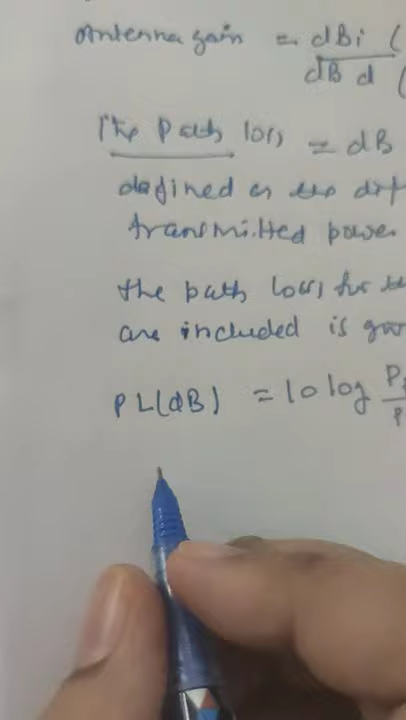 Antenna gain = dBi (
dB d (
The Path loss = dB
defined as the dif
transmitted power
the path loss for
are included is
PL(dB) = 10 log P
P